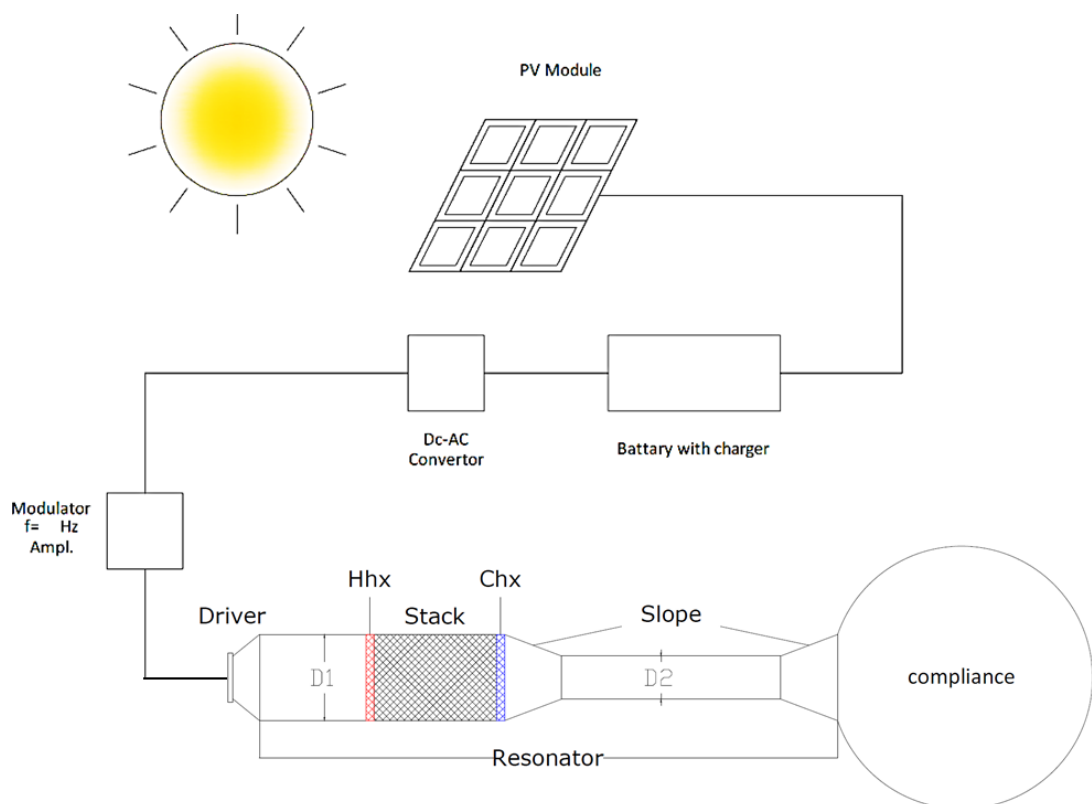 PV Module
Dc-AC
Convertor
Battary with charger
Modulator
f= Hz
Ampl.
Hhx
Chx
Driver
Stack
Slope
D1
D2
compliance
Resonator